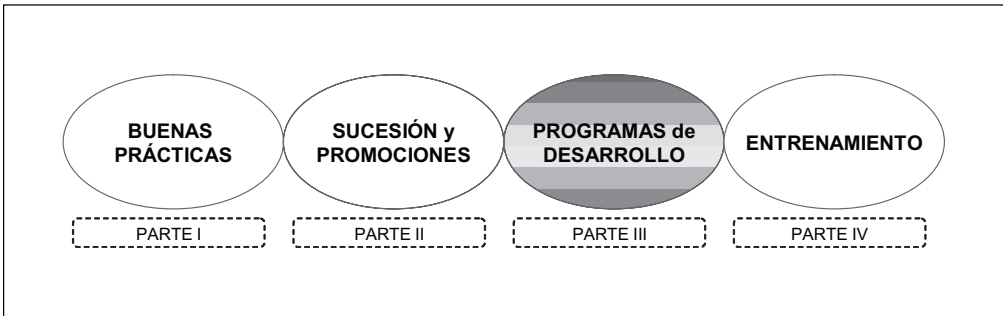 BUENAS
PRÁCTICAS
SUCESIÓN y
PROMOCIONES
PROGRAMAS de
DESARROLLO
ENTRENAMIENTO
PARTE I
PARTE II
PARTE III
PARTE IV